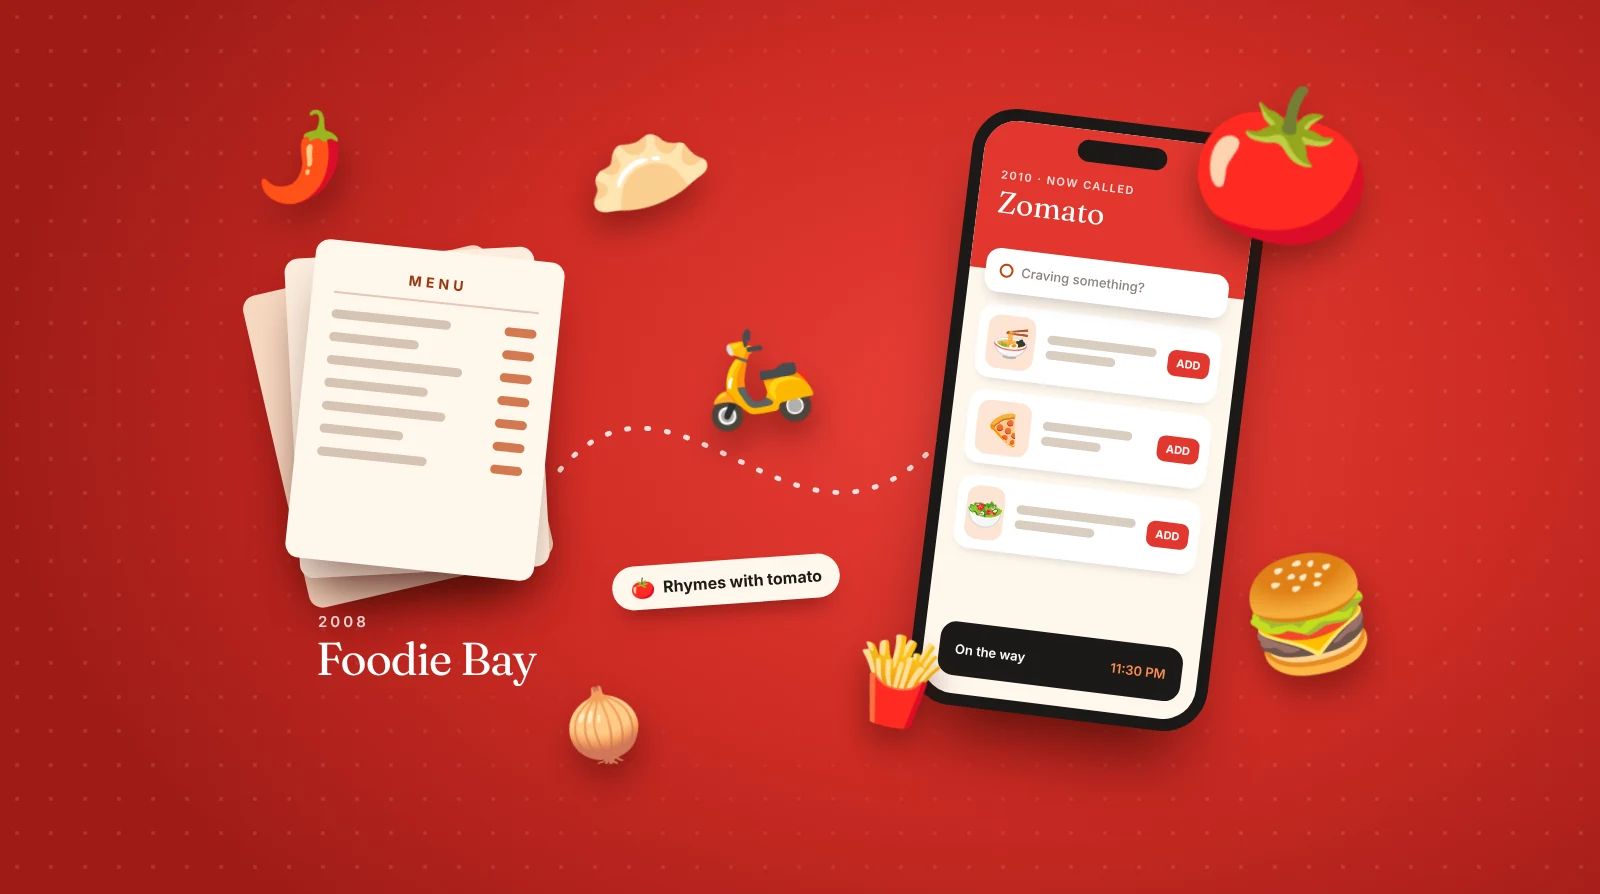 MENU
2008
Foodie Bay
Rhymes with tomato
2010 · NOW CALLED
Zomato
Craving something?
ADD
ADD
ADD
On the way
11:30 PM